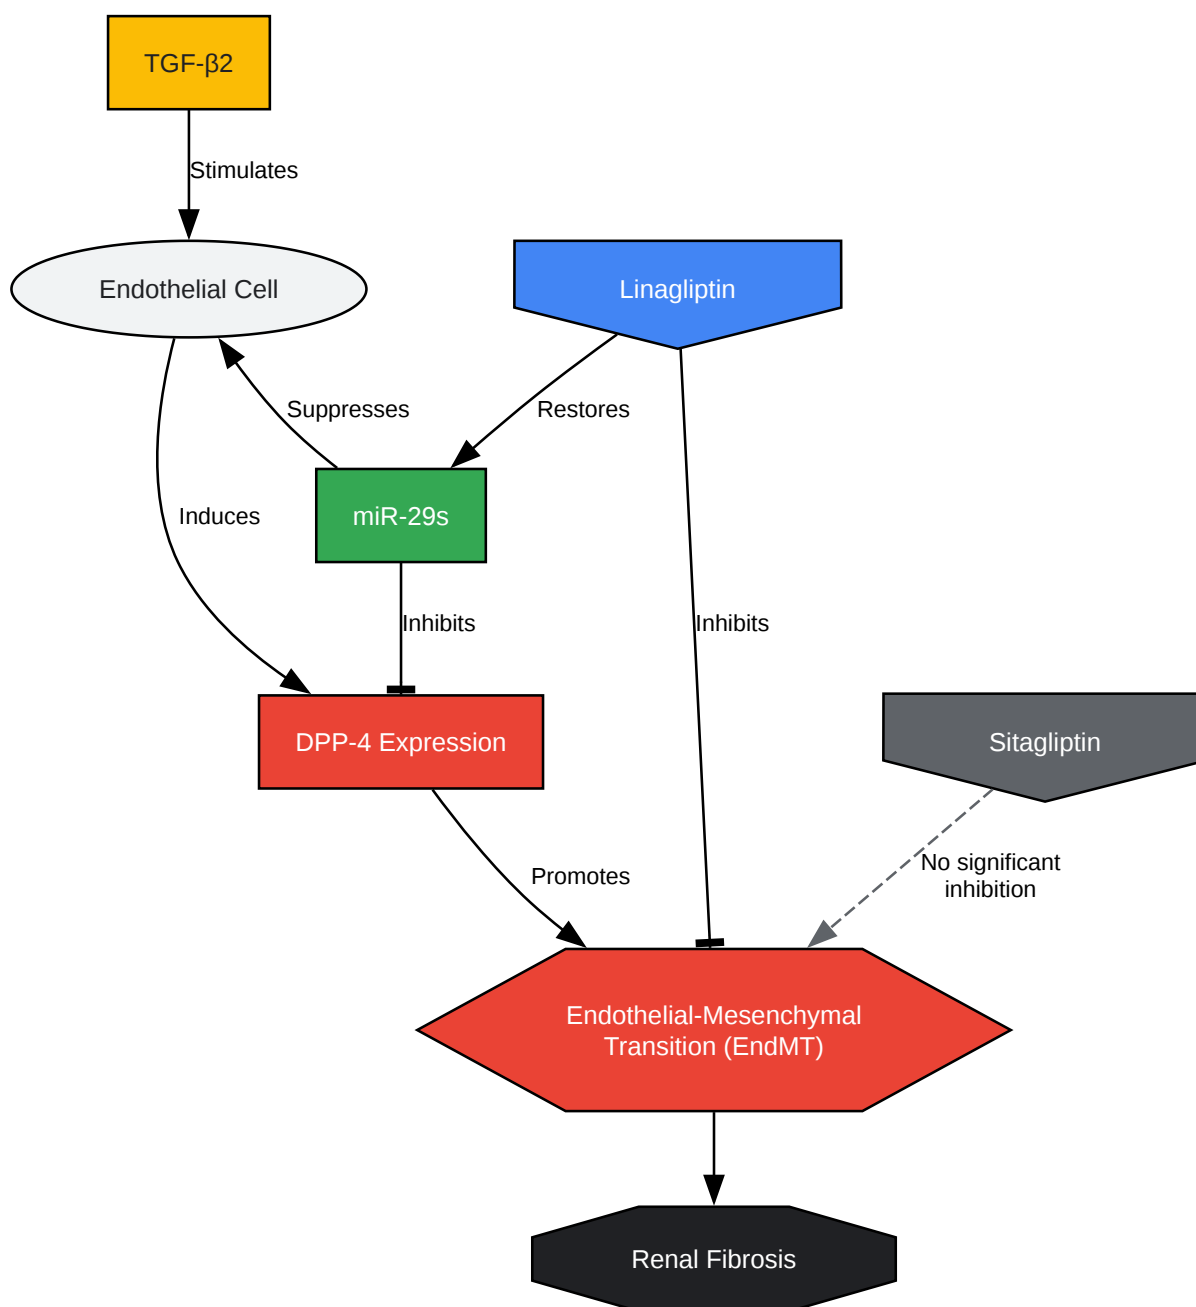 TGF-β2
Stimulates
Endothelial Cell
Linagliptin
Suppresses
Restores
miR-29s
Induces
Inhibits
Inhibits
DPP-4 Expression
Sitagliptin
Promotes
No significant
inhibition
Endothelial-Mesenchymal
Transition (EndMT)
Renal Fibrosis